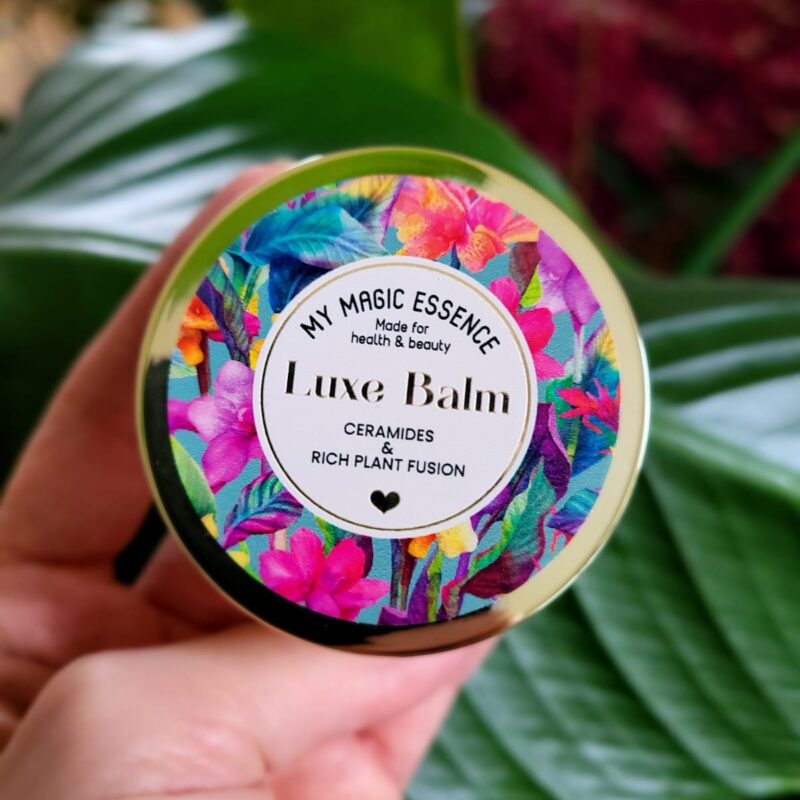 MY MAGIC ESSENCE
Made for
health & beauty
Luxe Balm
CERAMIDES
&
RICH PLANT FUSION